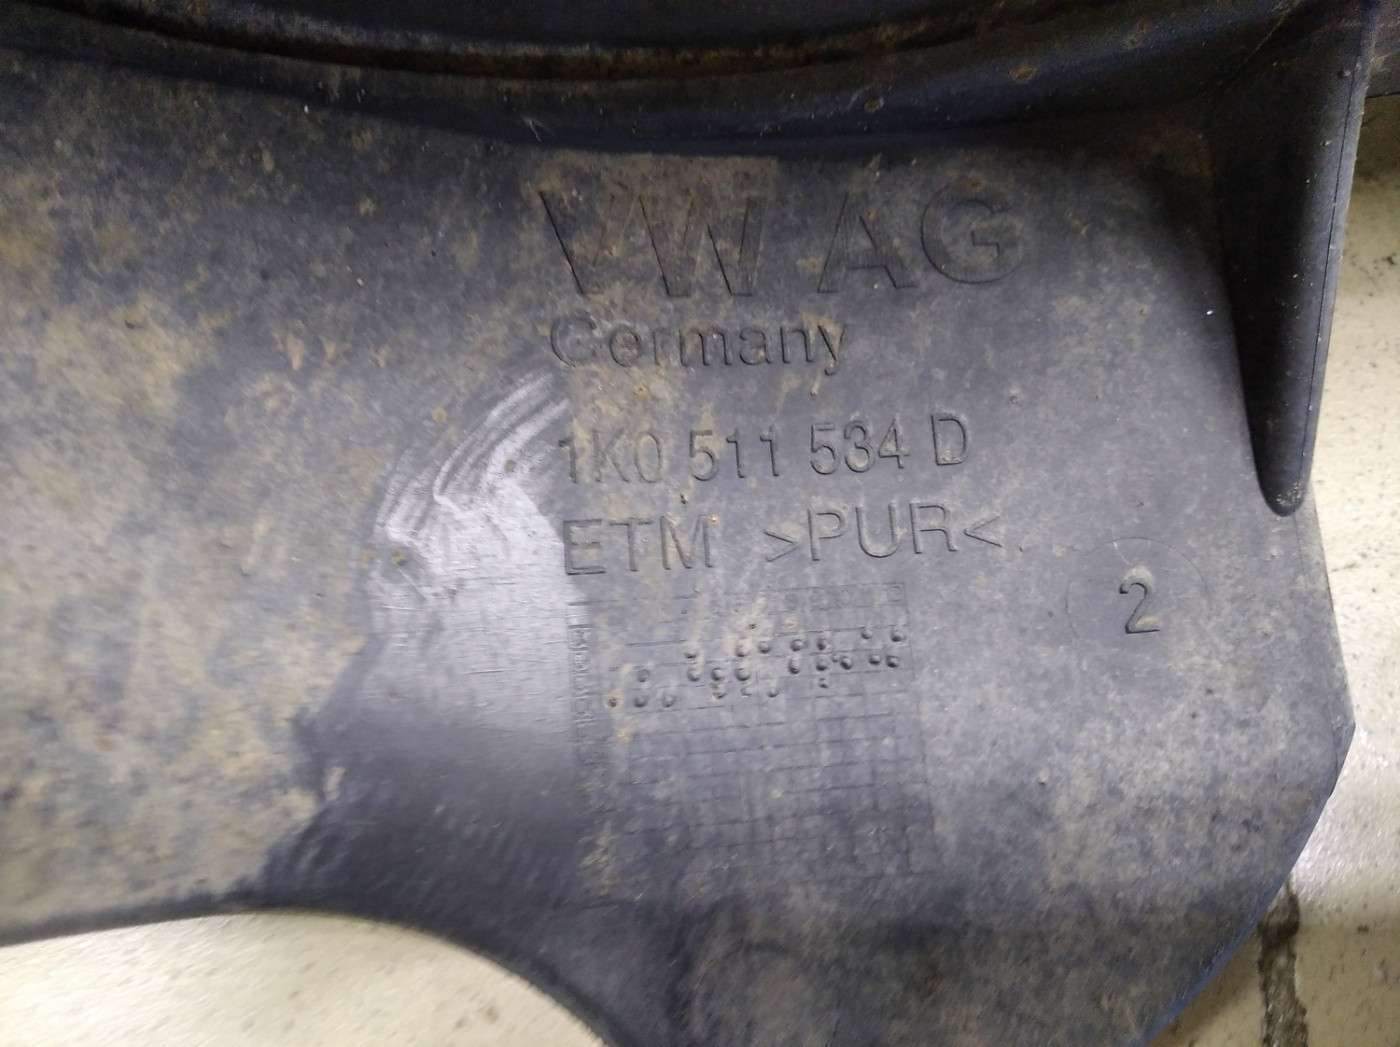 VW AG
Germany
1K0 511 534 D
ETM >PUR<
2